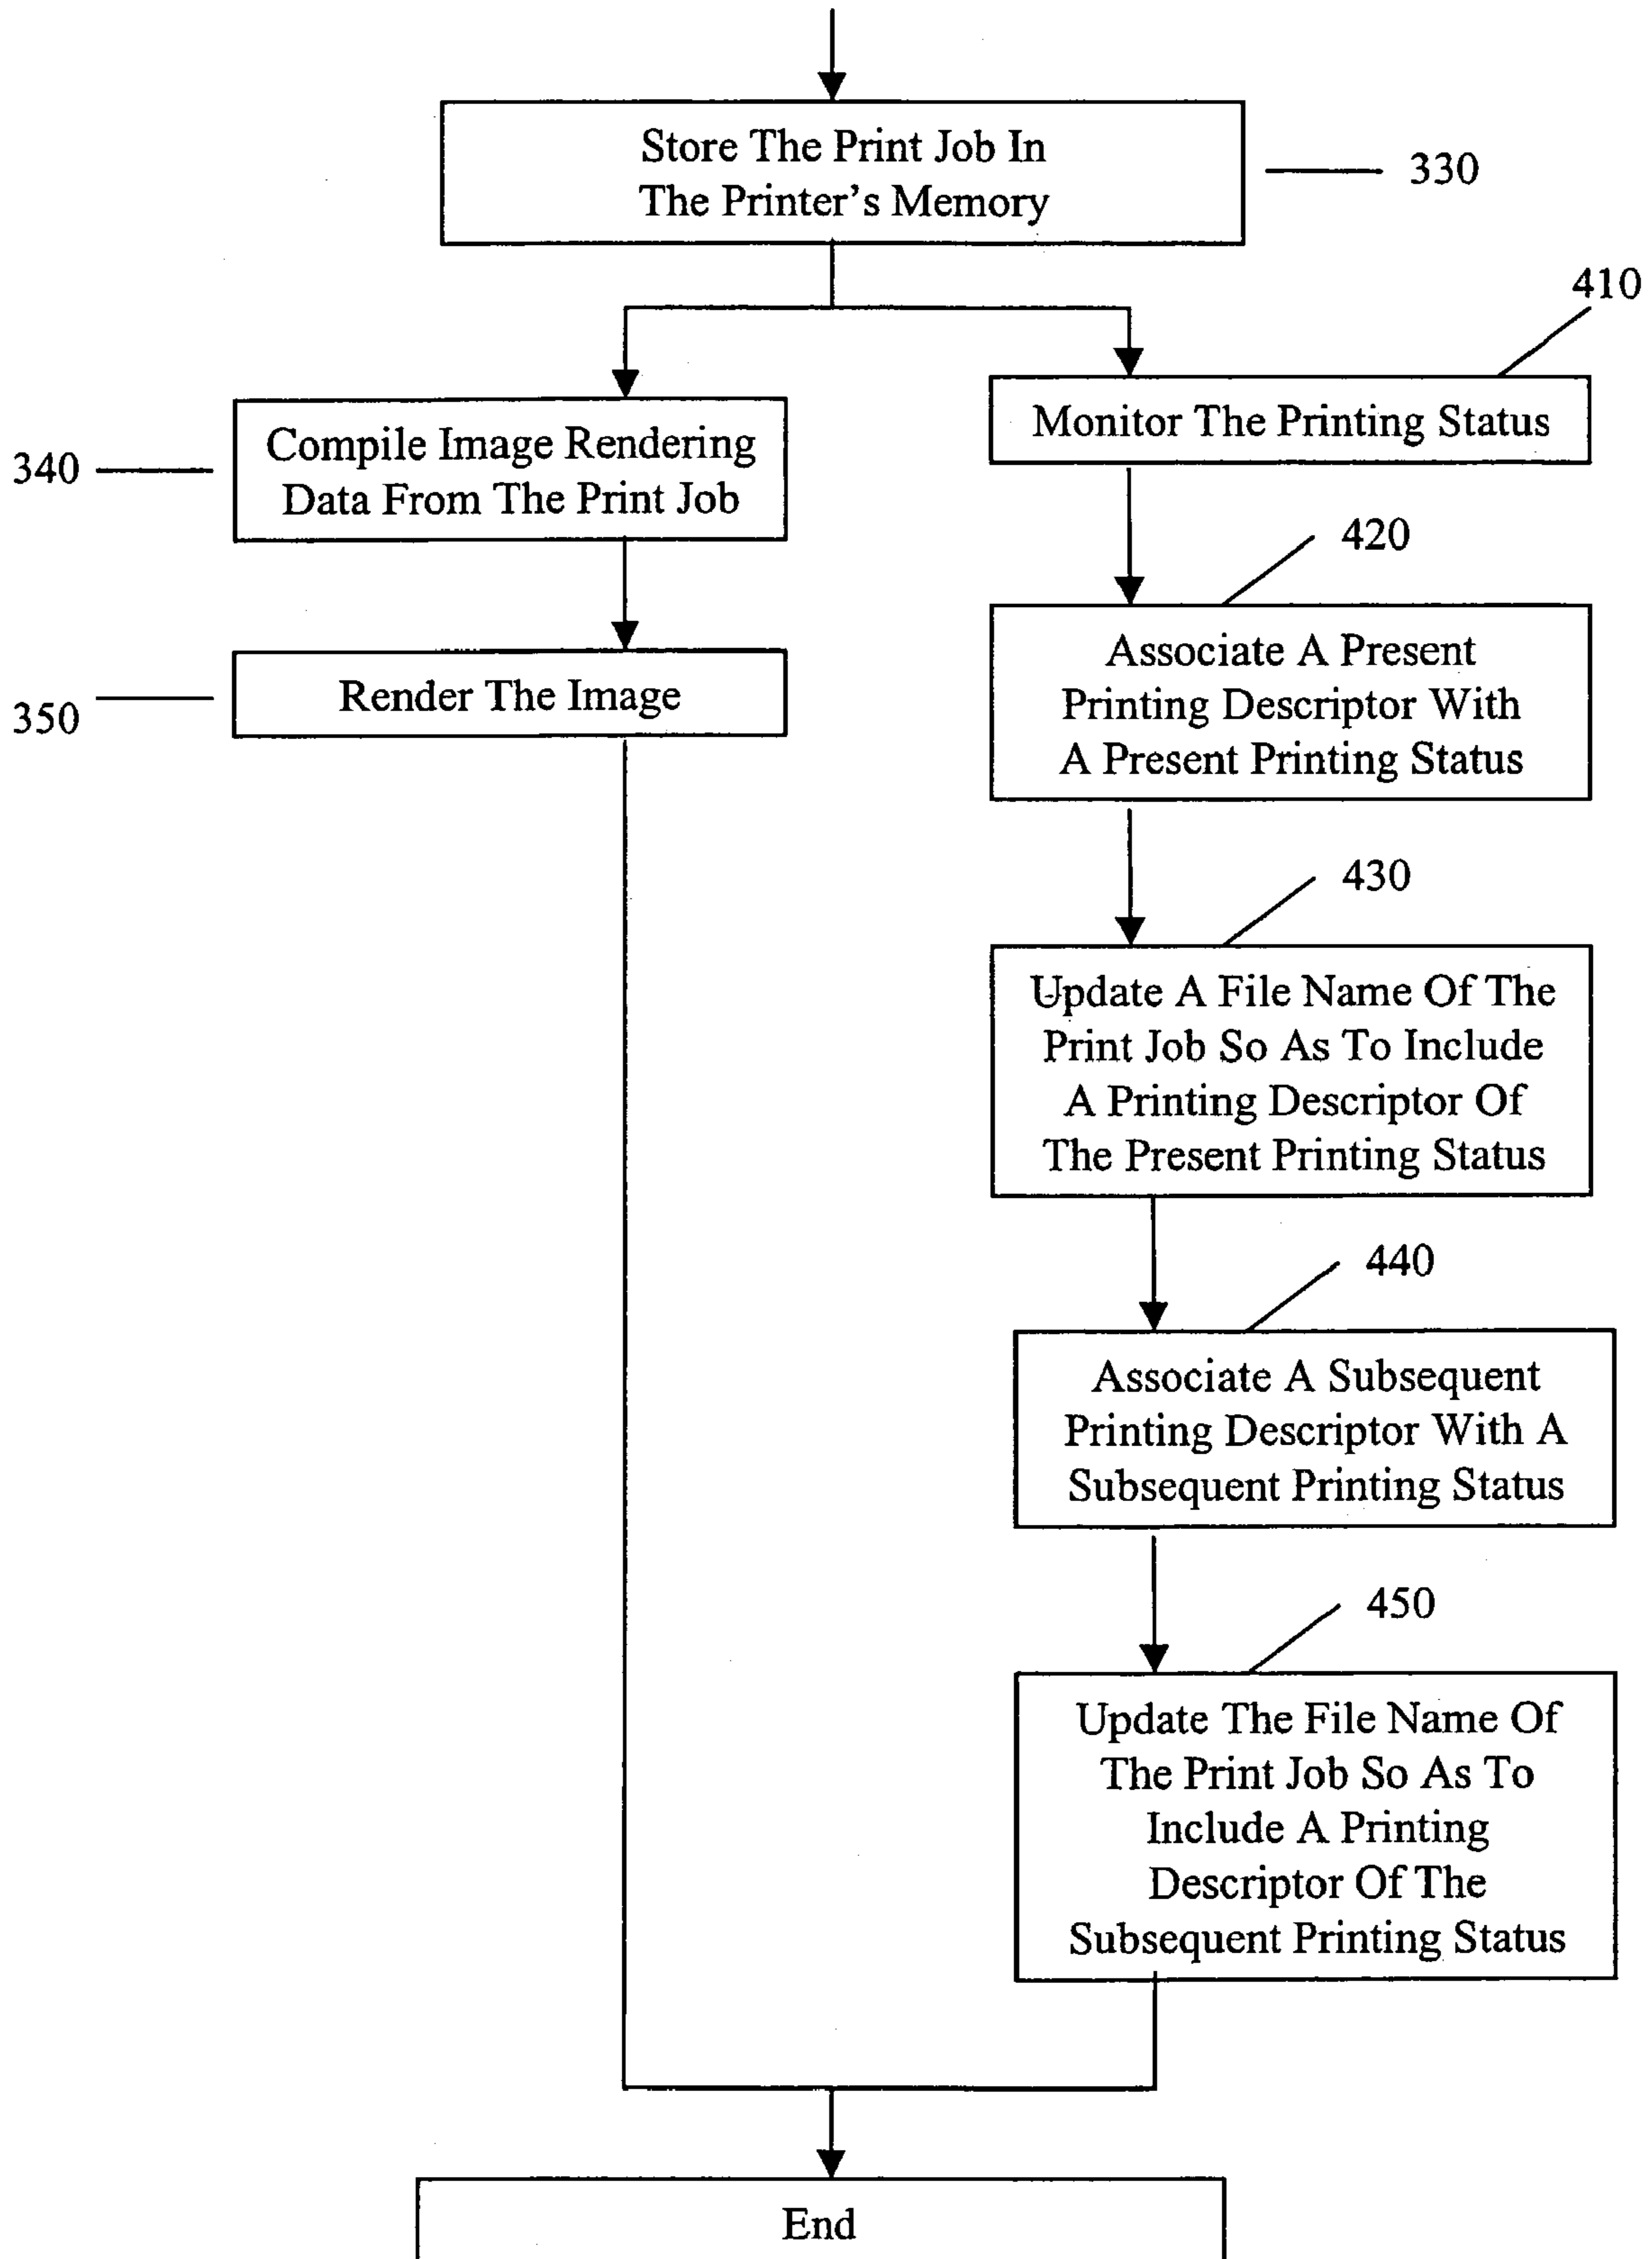 Store The Print Job In
The Printer's Memory
330
410
Compile Image Rendering
Data From The Print Job
340
Monitor The Printing Status
420
Render The Image
350
Associate A Present
Printing Descriptor With
A Present Printing Status
430
Update A File Name Of The
Print Job So As To Include
A Printing Descriptor Of
The Present Printing Status
440
Associate A Subsequent
Printing Descriptor With A
Subsequent Printing Status
450
Update The File Name Of
The Print Job So As To
Include A Printing
Descriptor Of The
Subsequent Printing Status
End